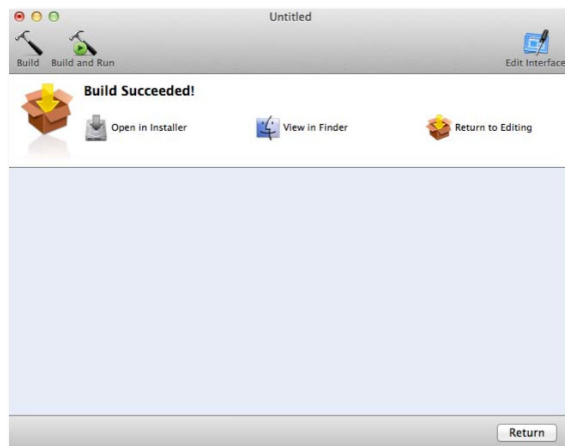 Untitled
Build Build and Run Edit Interface
Build Succeeded!
Open in Installer View in Finder Return to Editing
Return